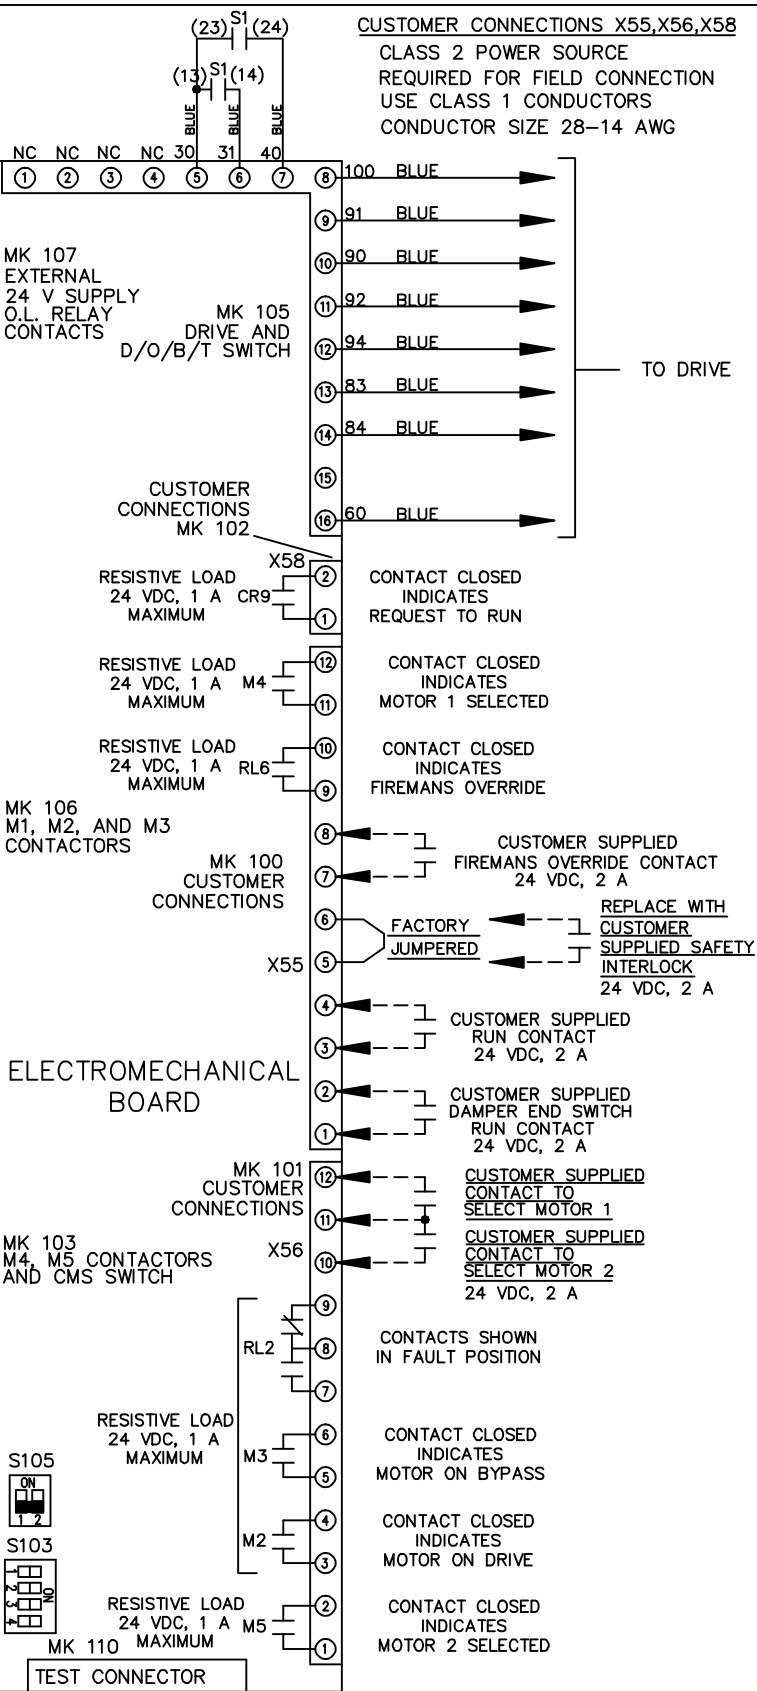 CUSTOMER CONNECTIONS X55,X56,X58
CLASS 2 POWER SOURCE
REQUIRED FOR FIELD CONNECTION
USE CLASS 1 CONDUCTORS
CONDUCTOR SIZE 28-14 AWG
(23) S1 (24)
(13) S1 (14)
BLUE BLUE BLUE
NC NC NC NC 30 31 40
1 2 3 4 5 6 7 8 100 BLUE
9 91 BLUE
10 90 BLUE
11 92 BLUE
12 94 BLUE
13 83 BLUE
14 84 BLUE
15
16 60 BLUE
TO DRIVE
MK 107
EXTERNAL
24 V SUPPLY
O.L. RELAY
CONTACTS
MK 105
DRIVE AND
D/O/B/T SWITCH
CUSTOMER
CONNECTIONS
MK 102
X58
RESISTIVE LOAD
24 VDC, 1 A
MAXIMUM
CR9
2
1
CONTACT CLOSED
INDICATES
REQUEST TO RUN
RESISTIVE LOAD
24 VDC, 1 A
MAXIMUM
M4
12
11
CONTACT CLOSED
INDICATES
MOTOR 1 SELECTED
RESISTIVE LOAD
24 VDC, 1 A
MAXIMUM
RL6
10
9
CONTACT CLOSED
INDICATES
FIREMANS OVERRIDE
MK 106
M1, M2, AND M3
CONTACTORS
MK 100
CUSTOMER
CONNECTIONS
8
7
CUSTOMER SUPPLIED
FIREMANS OVERRIDE CONTACT
24 VDC, 2 A
X55
6
5
FACTORY
JUMPERED
REPLACE WITH
CUSTOMER
SUPPLIED SAFETY
INTERLOCK
24 VDC, 2 A
4
3
CUSTOMER SUPPLIED
RUN CONTACT
24 VDC, 2 A
ELECTROMECHANICAL
BOARD
2
1
CUSTOMER SUPPLIED
DAMPER END SWITCH
RUN CONTACT
24 VDC, 2 A
MK 101
CUSTOMER
CONNECTIONS
X56
12
11
10
CUSTOMER SUPPLIED
CONTACT TO
SELECT MOTOR 1
CUSTOMER SUPPLIED
CONTACT TO
SELECT MOTOR 2
24 VDC, 2 A
MK 103
M4, M5 CONTACTORS
AND CMS SWITCH
RL2
9
8
7
CONTACTS SHOWN
IN FAULT POSITION
RESISTIVE LOAD
24 VDC, 1 A
MAXIMUM
M3
6
5
CONTACT CLOSED
INDICATES
MOTOR ON BYPASS
M2
4
3
CONTACT CLOSED
INDICATES
MOTOR ON DRIVE
S105
ON
1 2
S103
1
2
3
4
ON
RESISTIVE LOAD
24 VDC, 1 A
MAXIMUM
M5
2
1
CONTACT CLOSED
INDICATES
MOTOR 2 SELECTED
MK 110
TEST CONNECTOR